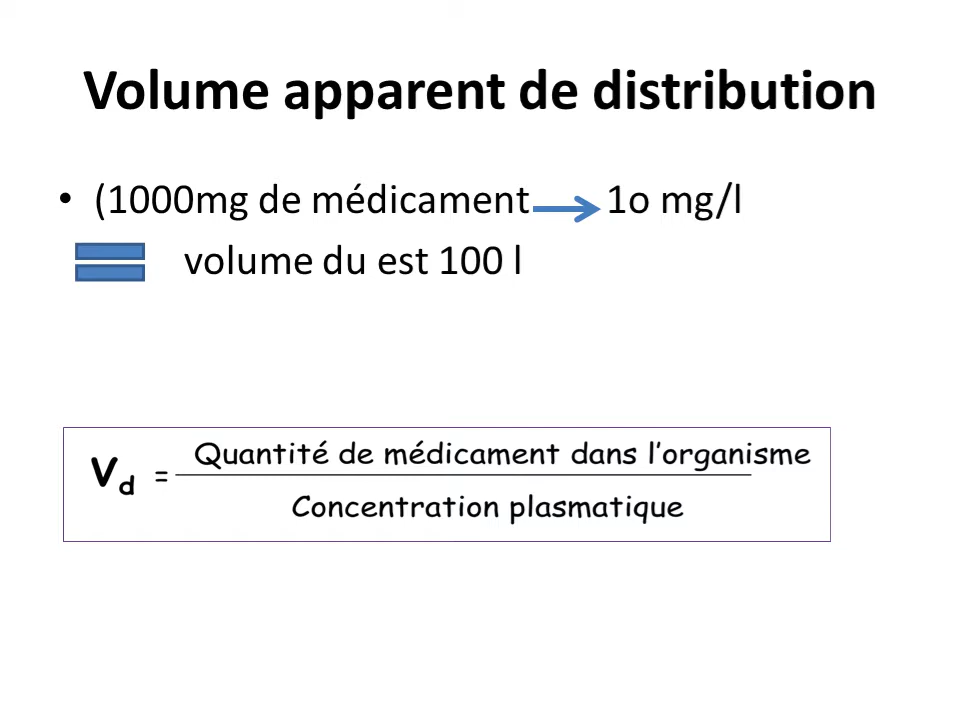 Volume apparent de distribution
• (1000mg de médicament → 1o mg/l
= volume du est 100 l
Quantité de médicament dans l'organisme
Vd =
Concentration plasmatique